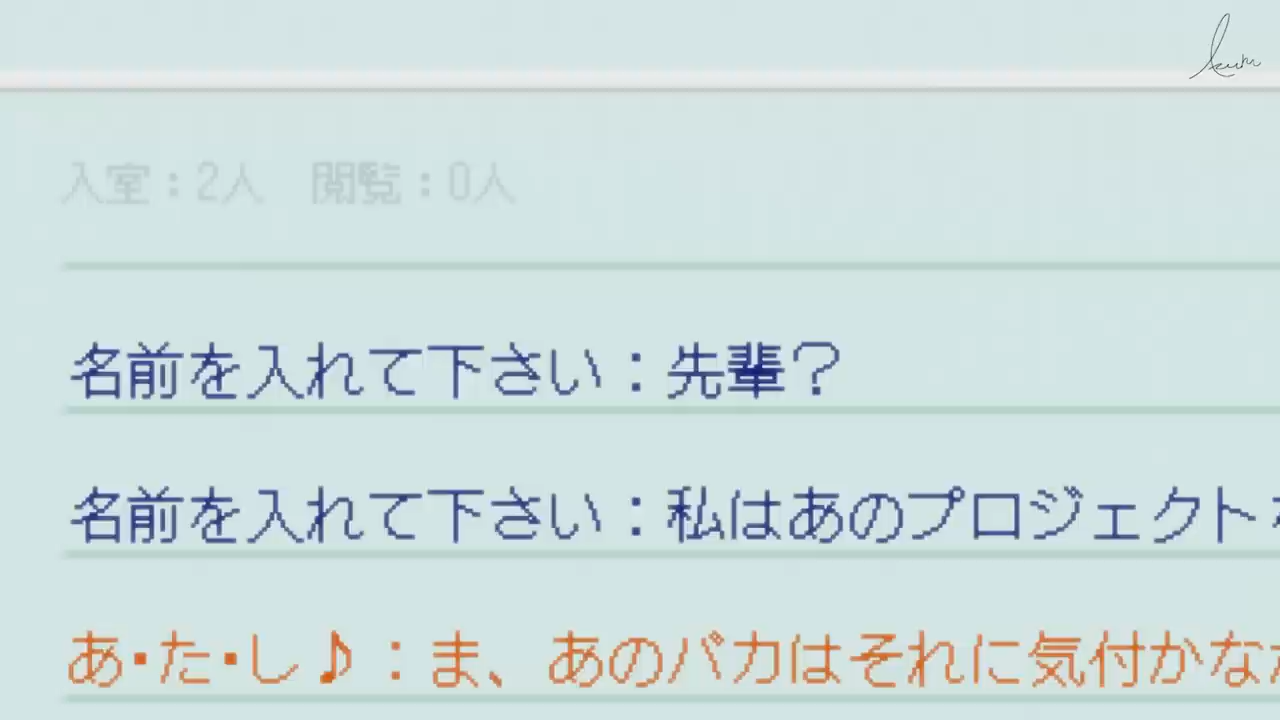 入室：2人　閲覧：0人
名前を入れて下さい：先輩？
名前を入れて下さい：私はあのプロジェクト
あ・た・し♪：ま、あのバカはそれに気付かな